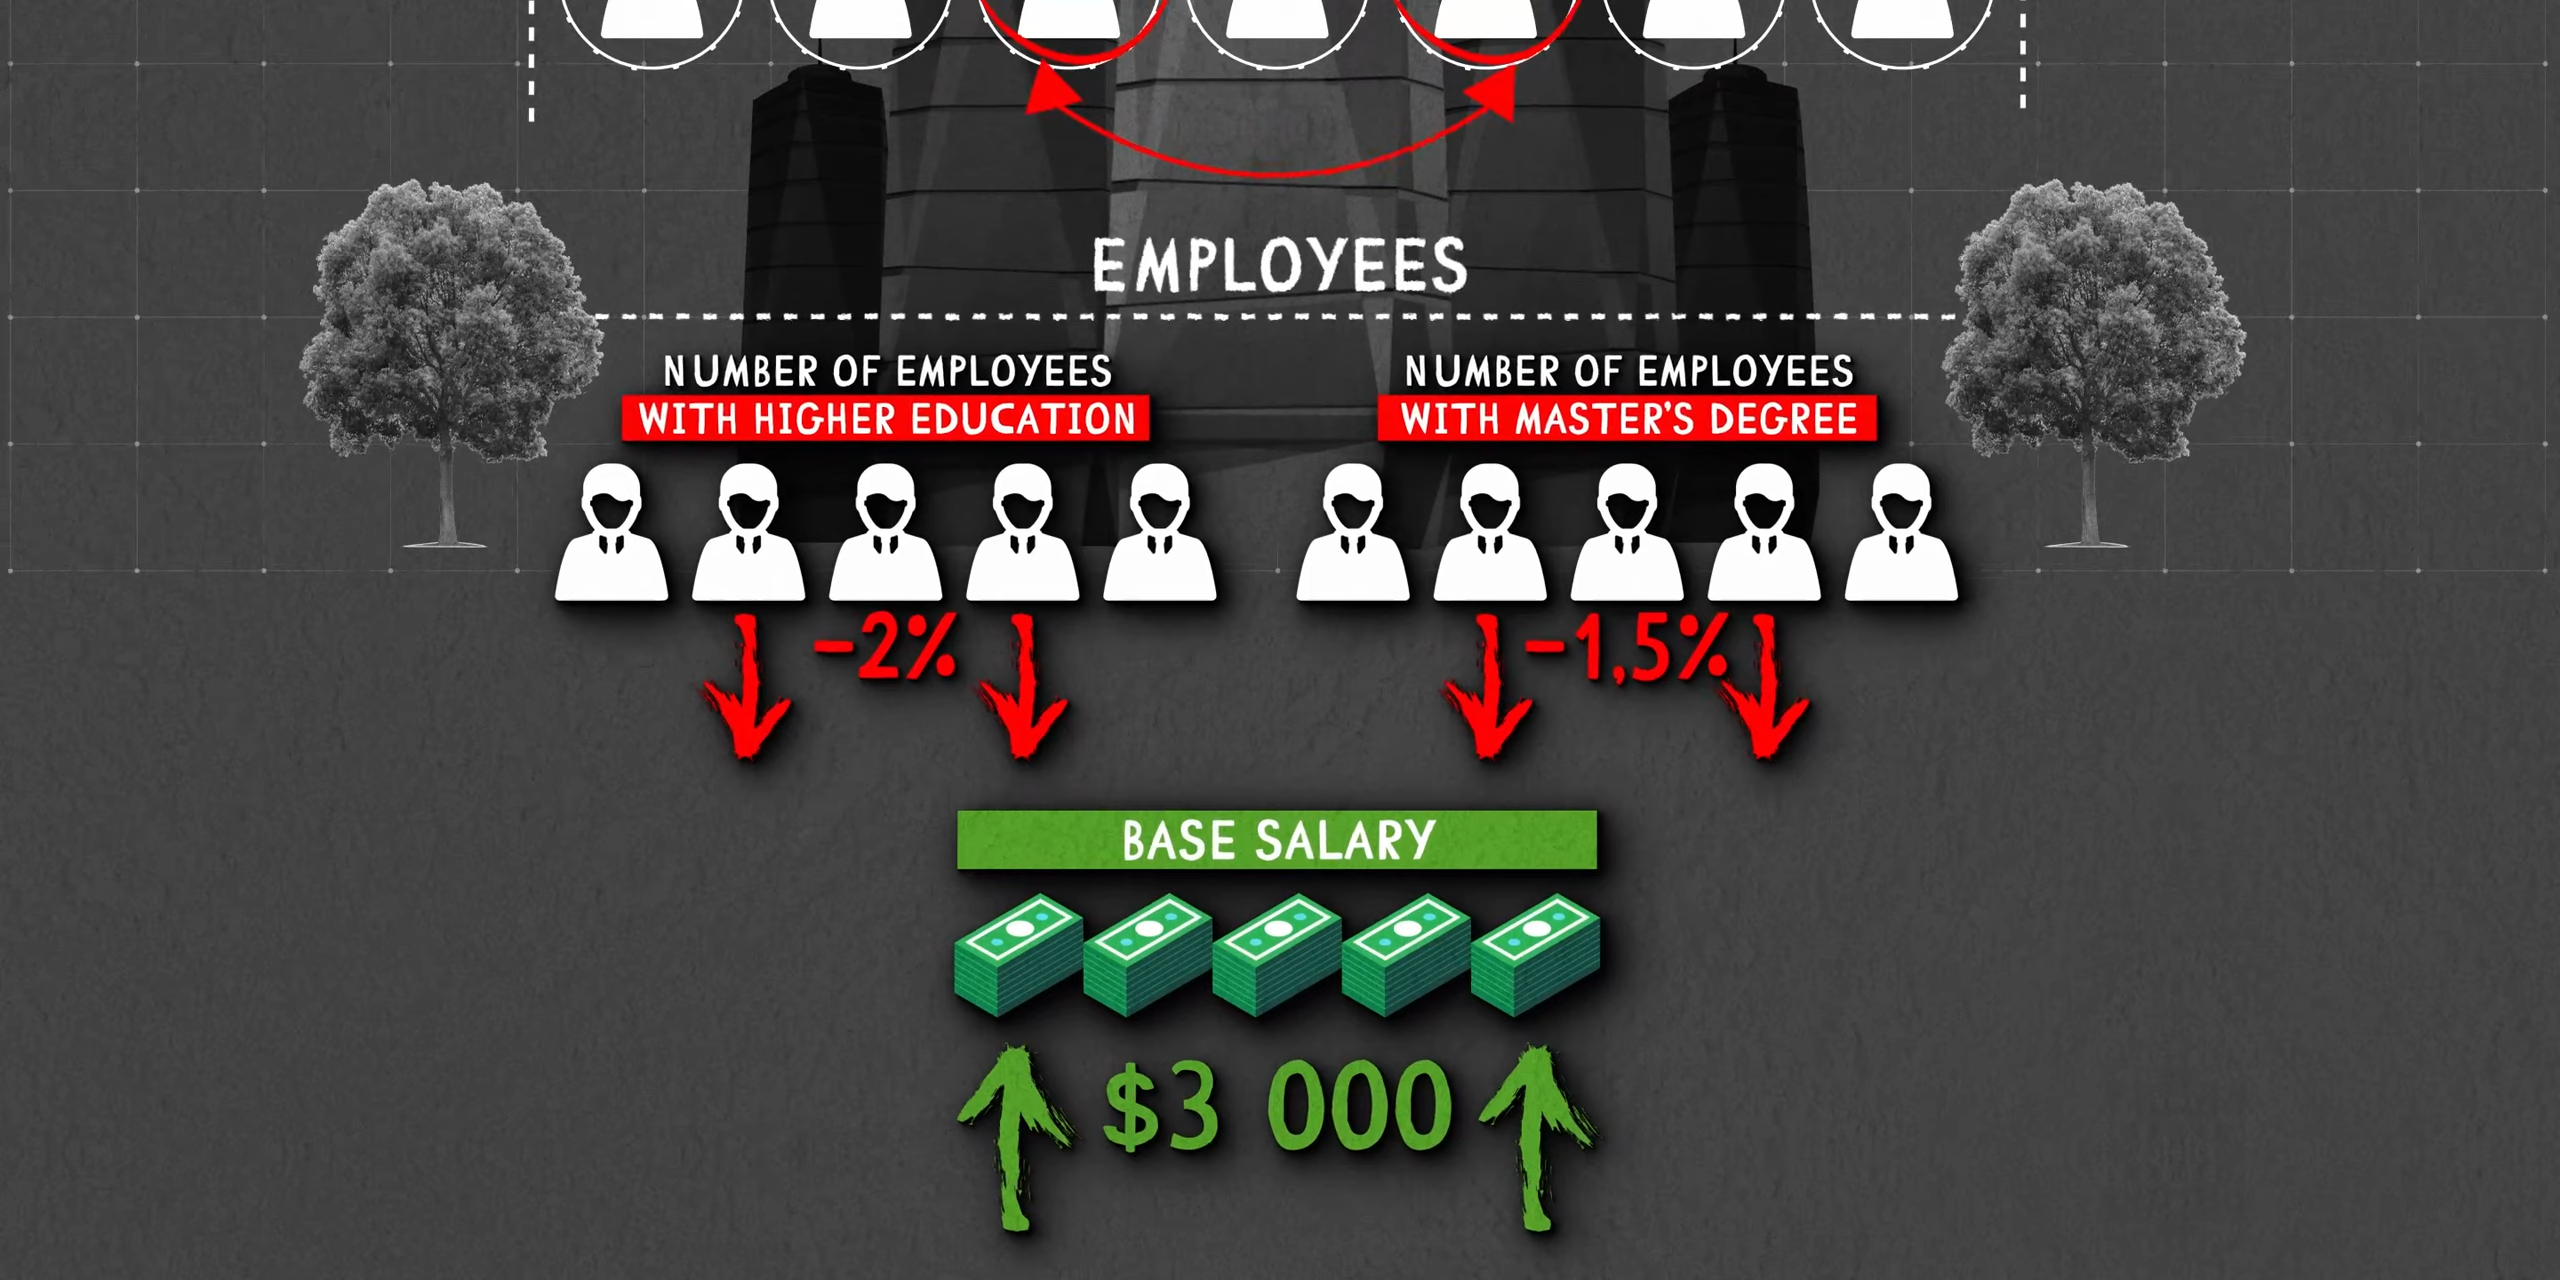 EMPLOYEES
NUMBER OF EMPLOYEES
WITH HIGHER EDUCATION
NUMBER OF EMPLOYEES
WITH MASTER'S DEGREE
-2%
-1,5%
BASE SALARY
$3 000